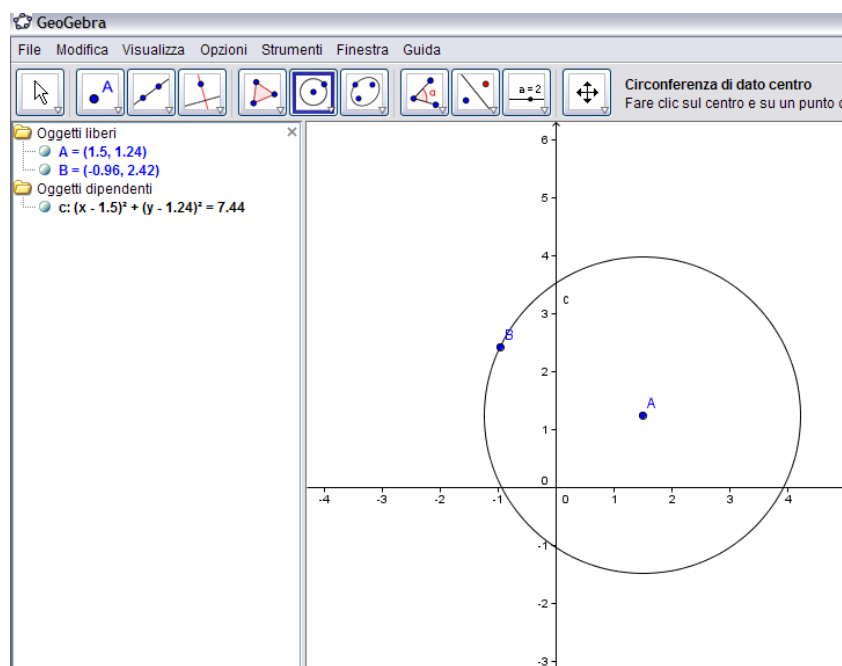 GeoGebra
File Modifica Visualizza Opzioni Strumenti Finestra Guida
A
α
a = 2
Circonferenza di dato centro
Fare clic sul centro e su un punto
Oggetti liberi
A = (1.5, 1.24)
B = (-0.96, 2.42)
Oggetti dipendenti
c: (x - 1.5)² + (y - 1.24)² = 7.44
6
5
4
c
3
B
2
A
1
0
-4 -3 -2 -1 0 1 2 3 4
-1
-2
-3